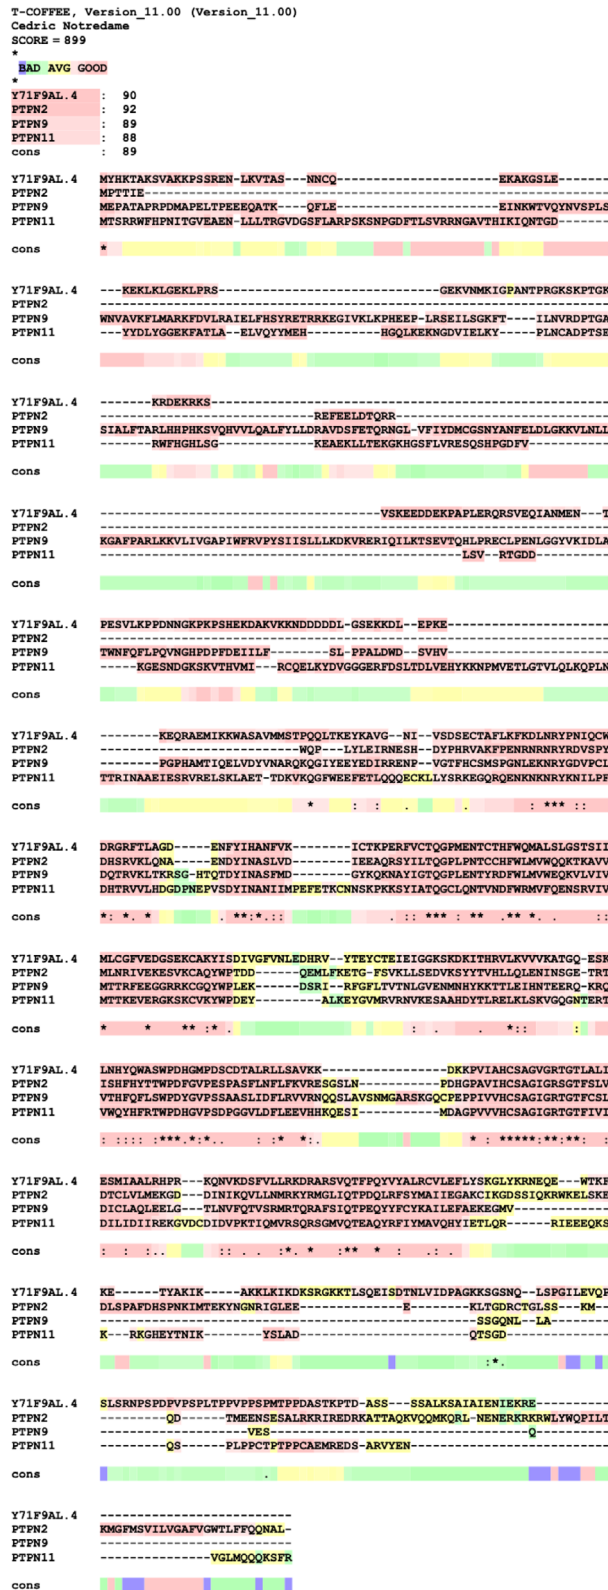 T-COFFEE, Version_11.00 (Version_11.00)
Cedric Notredame
SCORE = 899
*
BAD AVG GOOD
*
Y71F9AL.4 : 90
PTPN2 : 92
PTPN9 : 89
PTPN11 : 88
cons : 89
Y71F9AL.4 MYHKTAKSVAKKPSSREN-LKVTAS---NNCQ----------------------EKAKGSLE------
PTPN2 MPTTIE---------------------------------------------------------------
PTPN9 MEPATAPRPDMAPELTPEEEQATK----QFLE----------------------EINKWTVQYNVSPLS
PTPN11 MTSRRWFHPNITGVEAEN-LLLTRGVDGSFLARPSKSNPGDFTLSVRRNGAVTHIKIQNTGD-------
cons *
Y71F9AL.4 ---KEKLKLGEKLPRS------------------------------GEKVNMKIGPANTPRGKSKPTGK
PTPN2 ---------------------------------------------------------------------
PTPN9 WNVAVKFLMARKFDVLRAIELFHSYRETRRKEGIVKLKPHEEP-LRSEILSGKFT---ILNVRDPTGA
PTPN11 ---YYDLYGGEKFATLA--ELVQYYMEH----------HGQLKEKNGDVIELKY----PLNCADPTSE
cons
Y71F9AL.4 -------KRDEKRKS------------------------------------------------------
PTPN2 -----------------------------REFEELDTQRR-----------------------------
PTPN9 SIALFTARLHHPHKSVQHVVLQALFYLLDRAVDSFETQRNGL-VFIYDMCGSNYANFELDLGKKVLNLL
PTPN11 -------RWFHGHLSG-------------KEAEKLLTEKGKHGSFLVRESQSHPGDFV-----------
cons
Y71F9AL.4 --------------------------------------VSKEEDDEKPAPLERQRSVEQIANMEN---T
PTPN2 ---------------------------------------------------------------------
PTPN9 KGAFPARLKKVLIVGAPIWFRVPYSIISLLLKDKVRERIQILKTSEVTQHLPRECLPENLGGYVKIDLA
PTPN11 -------------------------------------------------LSV--RTGDD----------
cons
Y71F9AL.4 PESVLKPPDNNGKPKPSHEKDAKVKKNDDDDDL-GSEKKDL--EPKE----------------------
PTPN2 ---------------------------------------------------------------------
PTPN9 TWNFQFLPQVNGHPDPFDEIILF--------SL-PPALDWD--SVHV----------------------
PTPN11 -----KGESNDGKSKVTHVMI---RCQELKYDVGGGERFDSLTDLVEHYKKNPMVETLGTVLQLKQPLN
cons
Y71F9AL.4 --------KEQRAEMIKKWASAVMMSTPQQLTKEYKAVG--NI--VSDSECTAFLKFKDLNRYPNIQCW
PTPN2 ---------------------------WQP---LYLEIRNESH--DYPHRVAKFPENRNRNRYRDVSPY
PTPN9 --------PGPHAMTIQELVDYVNARQKQGIYEEYEDIRRENP--VGTFHCSMSPGNLEKNRYGDVPCL
PTPN11 TTRINAAEIESRVRELSKLAET-TDKVKQGFWEEFETLQQQECKLLYSRKEGQRQENKNKNRYKNILPF
cons * : : . : *** ::
Y71F9AL.4 DRGRFTLAGD-----ENFYIHANFVK----------ICTKPERFVCTQGPMENTCTHFWQMALSLGSTSII
PTPN2 DHSRVKLQNA-----ENDYINASLVD----------IEEAQRSYILTQGPLPNTCCHFWLMVWQQKTKAVV
PTPN9 DQTRVKLTKRSG-HTQTDYINASFMD----------GYKQKNAYIGTQGPLENTYRDFWLMVWEQKVLVIV
PTPN11 DHTRVVLHDGDPNEPVSDYINANIIMPEFETKCNNSKPKKSYIATQGCLQNTVNDFWRMVFQENSRVIV
cons *: *. * .**:*.:: . :: *** : ** .** *. . ::
Y71F9AL.4 MLCGFVEDGSEKCAKYISDIVGFVNLEDHRV--YTEYCTEIEIGGKSKDKITHRVLKVVVKATGQ-ESK
PTPN2 MLNRIVEKESVKCAQYWPTDD------QEMLFKETG-FSVKLLSEDVKSYYTVHLLQLENINSGE-TRT
PTPN9 MTTRFEEGGRRKCGQYWPLEK------DSRI--RFGFLTVTNLGVENMNHYKKTTLEIHNTEERQ-KRQ
PTPN11 MTTKEVERGKSKCVKYWPDEY---------ALKEYGVMRVRNVKESAAHDYTLRELKLSKVGQGNTERT
cons * * ** :* : . *:: :
Y71F9AL.4 LNHYQWASWPDHGMPDSCDTALRLLSAVKK------------------DKKPVIAHCSAGVGRTGTLALI
PTPN2 ISHFHYTTWPDFGVPESPASFLNFLFKVRESGSLN-------------PDHGPAVIHCSAGIGRSGTFSLV
PTPN9 VTHFQFLSWPDYGVPSSAASLIDFLRVVRNQQSLAVSNMGARSKGQCPEPPIVVHCSAGIGRTGTFCSL
PTPN11 VWQYHFRTWPDHGVPSDPGGVLDFLEEVHHKQESI-------------MDAGPVVVHCSAGIGRTGTFIVI
cons : :::: :***.*:*. : :* *:. * : *****:**:**: :
Y71F9AL.4 ESMIAALRHPR----KQNVKDSFVLLRKDRARSVQTFPQYVYALRCVLEFLYSKGLYKRNEQE--WTKF
PTPN2 DTCLVLMEKGD----DINIKQVLLNMRKYRMGLIQTPDQLRFSYMAIIEGAKCIKGDSSIQKRWKELSKE
PTPN9 DICLAQLEELG----TLNVFQTVSRMRTQRAFSIQTPEQYYFCYKAILEFAEKEGMV------------
PTPN11 DILIDIIREKGVDCDIDVPKTIQMVRSQRSGMVQTEAQYRFIYMAVQHYIETLQR------RIEEEQKS
cons : : :.. :: . . :*. * :** * : .: .
Y71F9AL.4 KE------TYAKIK-----AKKLKIKDKSRGKKTLSQEISDTNLVIDPAGKKSGSNQ--LSPGILEVQP
PTPN2 DLSPAFDHSPNKIMTEKYNGNRIGLEE------------E--------KLTGDRCTGLSS--KM----
PTPN9 ---------------------------------------------------SSGQNL--LA--------
PTPN11 K--RKGHEYTNIK------YSLAD--------------------------QTSGD--------------
cons :*.
Y71F9AL.4 SLSRNPSPDPVPSPLTPPVPPSPMTPPDASTKPTD-ASS--SSALKSAIAIENIEKRE-----------
PTPN2 ---------QD-------TMEENSESALRKRIREDRKATTAQKVQQMKQRL-NENERKRKRWLYWQPILT
PTPN9 --------------------VES-----------------------------------Q----------
PTPN11 ---------QS-------PLPPCTPTPPCAEMREDS-ARVYEN--------------------------
cons .
Y71F9AL.4 --------------------------
PTPN2 KMGFMSVILVGAFVGWTLFFQQNAL-
PTPN9 --------------------------
PTPN11 ---------------VGLMQQQKSFR
cons